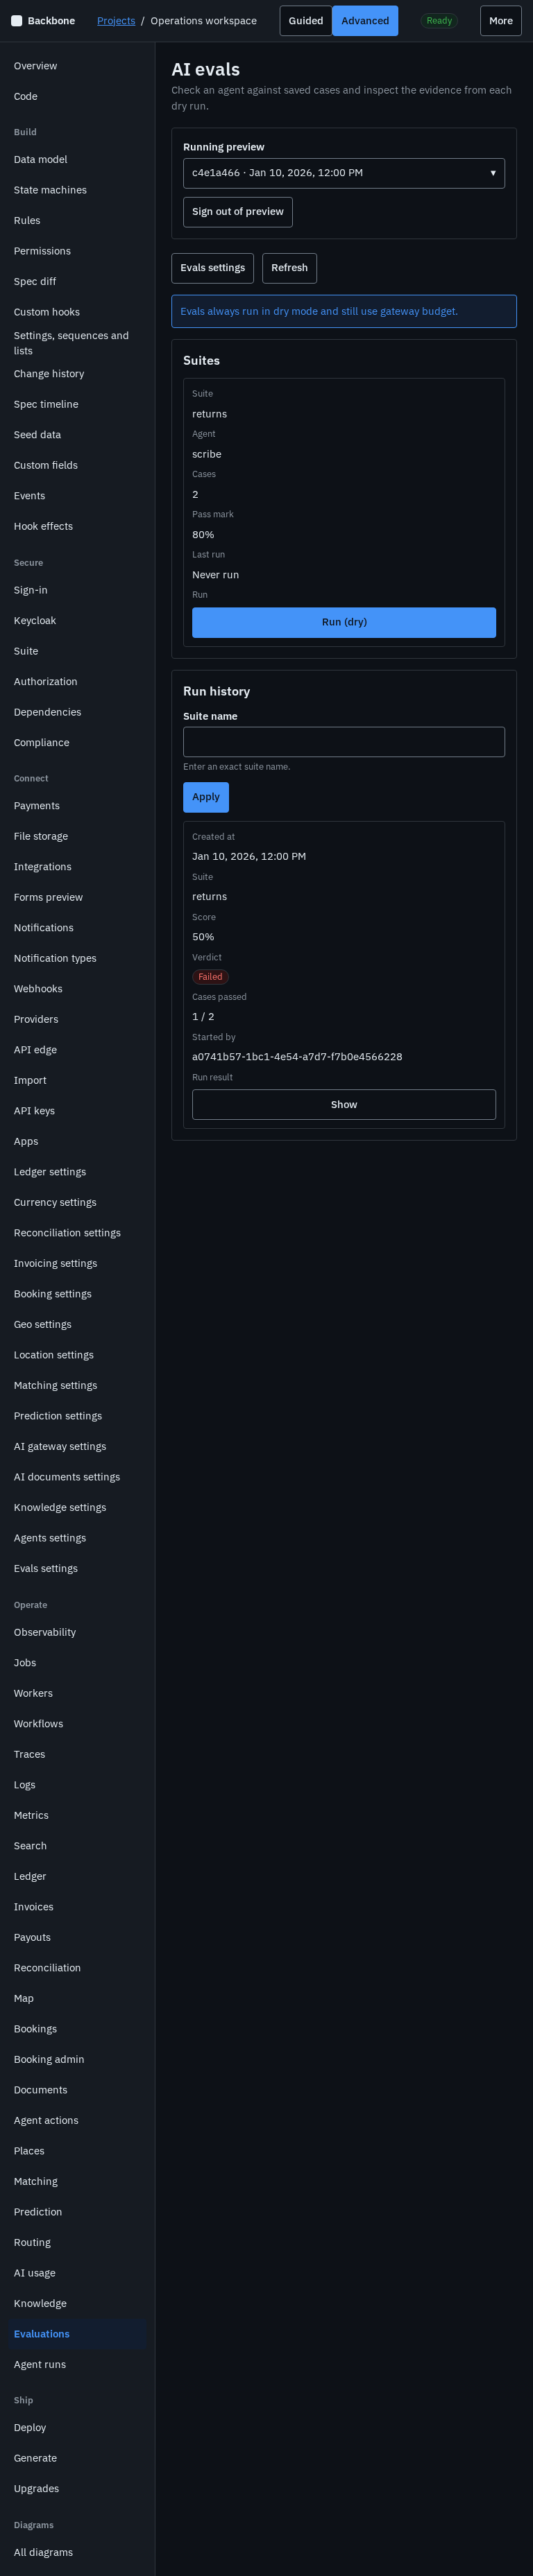 Backbone
Projects / Operations workspace
Guided
Advanced
Ready
More
Overview
Code
Build
Data model
State machines
Rules
Permissions
Spec diff
Custom hooks
Settings, sequences and
lists
Change history
Spec timeline
Seed data
Custom fields
Events
Hook effects
Secure
Sign-in
Keycloak
Suite
Authorization
Dependencies
Compliance
Connect
Payments
File storage
Integrations
Forms preview
Notifications
Notification types
Webhooks
Providers
API edge
Import
API keys
Apps
Ledger settings
Currency settings
Reconciliation settings
Invoicing settings
Booking settings
Geo settings
Location settings
Matching settings
Prediction settings
AI gateway settings
AI documents settings
Knowledge settings
Agents settings
Evals settings
Operate
Observability
Jobs
Workers
Workflows
Traces
Logs
Metrics
Search
Ledger
Invoices
Payouts
Reconciliation
Map
Bookings
Booking admin
Documents
Agent actions
Places
Matching
Prediction
Routing
AI usage
Knowledge
Evaluations
Agent runs
Ship
Deploy
Generate
Upgrades
Diagrams
All diagrams
AI evals
Check an agent against saved cases and inspect the evidence from each
dry run.
Running preview
c4e1a466 · Jan 10, 2026, 12:00 PM
Sign out of preview
Evals settings
Refresh
Evals always run in dry mode and still use gateway budget.
Suites
Suite
returns
Agent
scribe
Cases
2
Pass mark
80%
Last run
Never run
Run
Run (dry)
Run history
Suite name
Enter an exact suite name.
Apply
Created at
Jan 10, 2026, 12:00 PM
Suite
returns
Score
50%
Verdict
Failed
Cases passed
1 / 2
Started by
a0741b57-1bc1-4e54-a7d7-f7b0e4566228
Run result
Show